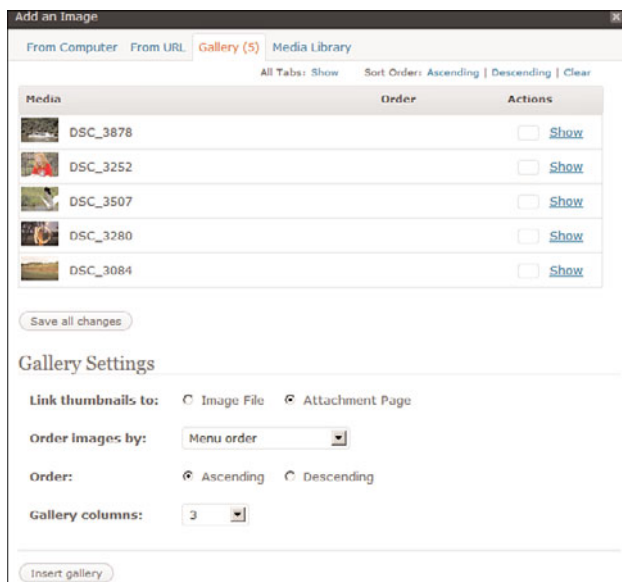 Add an Image
From Computer From URL Gallery (5) Media Library
All Tabs: Show Sort Order: Ascending | Descending | Clear
Media Order Actions
DSC_3878 Show
DSC_3252 Show
DSC_3507 Show
DSC_3280 Show
DSC_3084 Show
Save all changes
Gallery Settings
Link thumbnails to: Image File Attachment Page
Order images by: Menu order
Order: Ascending Descending
Gallery columns: 3
Insert gallery